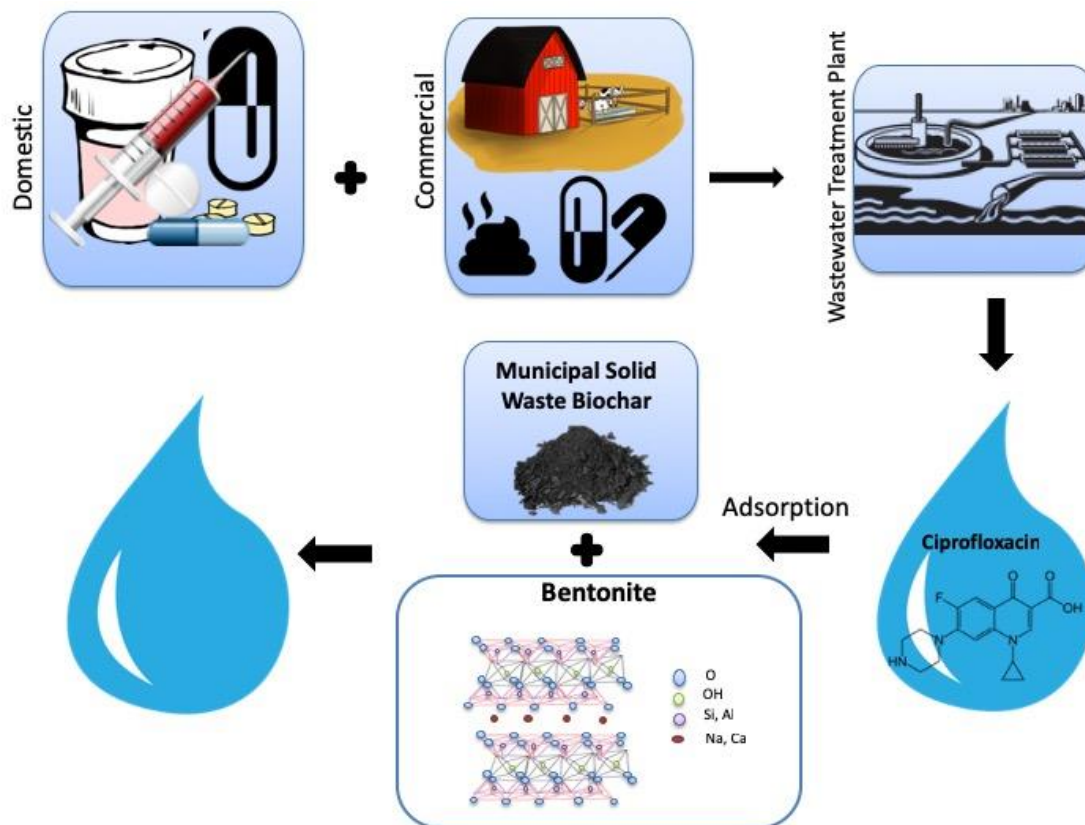 Domestic
Commercial
Wastewater Treatment Plant
Municipal Solid
Waste Biochar
Adsorption
Ciprofloxacin
O
O
F
OH
N
N
HN
Bentonite
O
OH
Si, Al
Na, Ca